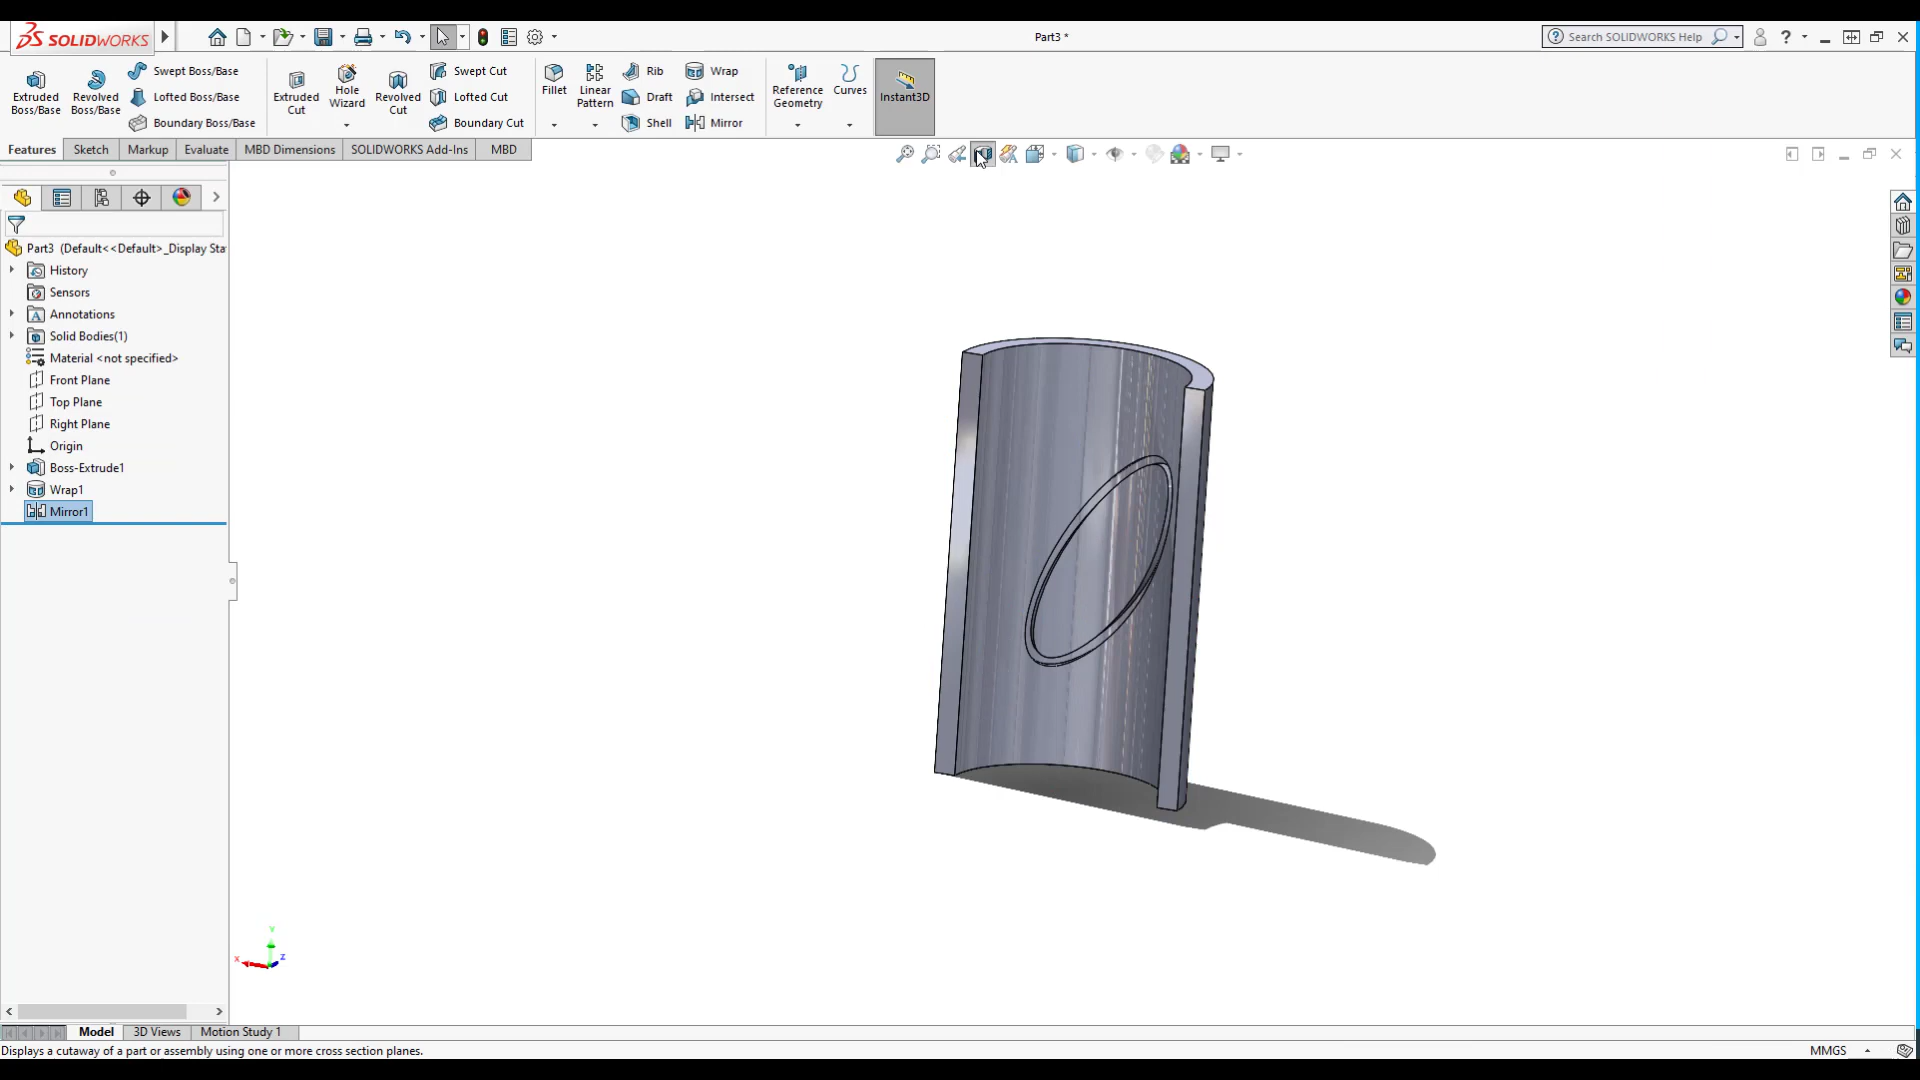 SOLIDWORKS
Part3 *
Search SOLIDWORKS Help
Extruded Boss/Base
Revolved Boss/Base
Swept Boss/Base
Lofted Boss/Base
Boundary Boss/Base
Extruded Cut
Hole Wizard
Revolved Cut
Swept Cut
Lofted Cut
Boundary Cut
Fillet
Linear Pattern
Rib
Draft
Shell
Wrap
Intersect
Mirror
Reference Geometry
Curves
Instant3D
Features
Sketch
Markup
Evaluate
MBD Dimensions
SOLIDWORKS Add-Ins
MBD
Part3 (Default<<Default>_Display Sta
History
Sensors
Annotations
Solid Bodies(1)
Material <not specified>
Front Plane
Top Plane
Right Plane
Origin
Boss-Extrude1
Wrap1
Mirror1
Y
X
Z
Model
3D Views
Motion Study 1
Displays a cutaway of a part or assembly using one or more cross section planes.
MMGS